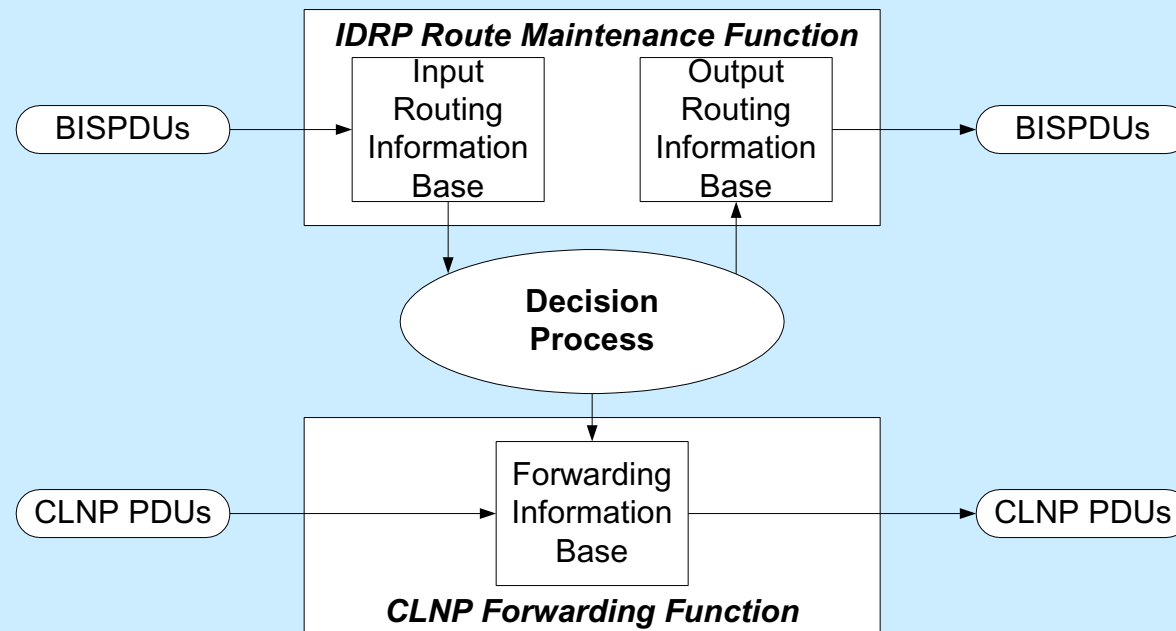 IDRP Route Maintenance Function
BISPDUs
Input
Routing
Information
Base
Output
Routing
Information
Base
BISPDUs
Decision
Process
CLNP PDUs
Forwarding
Information
Base
CLNP PDUs
CLNP Forwarding Function